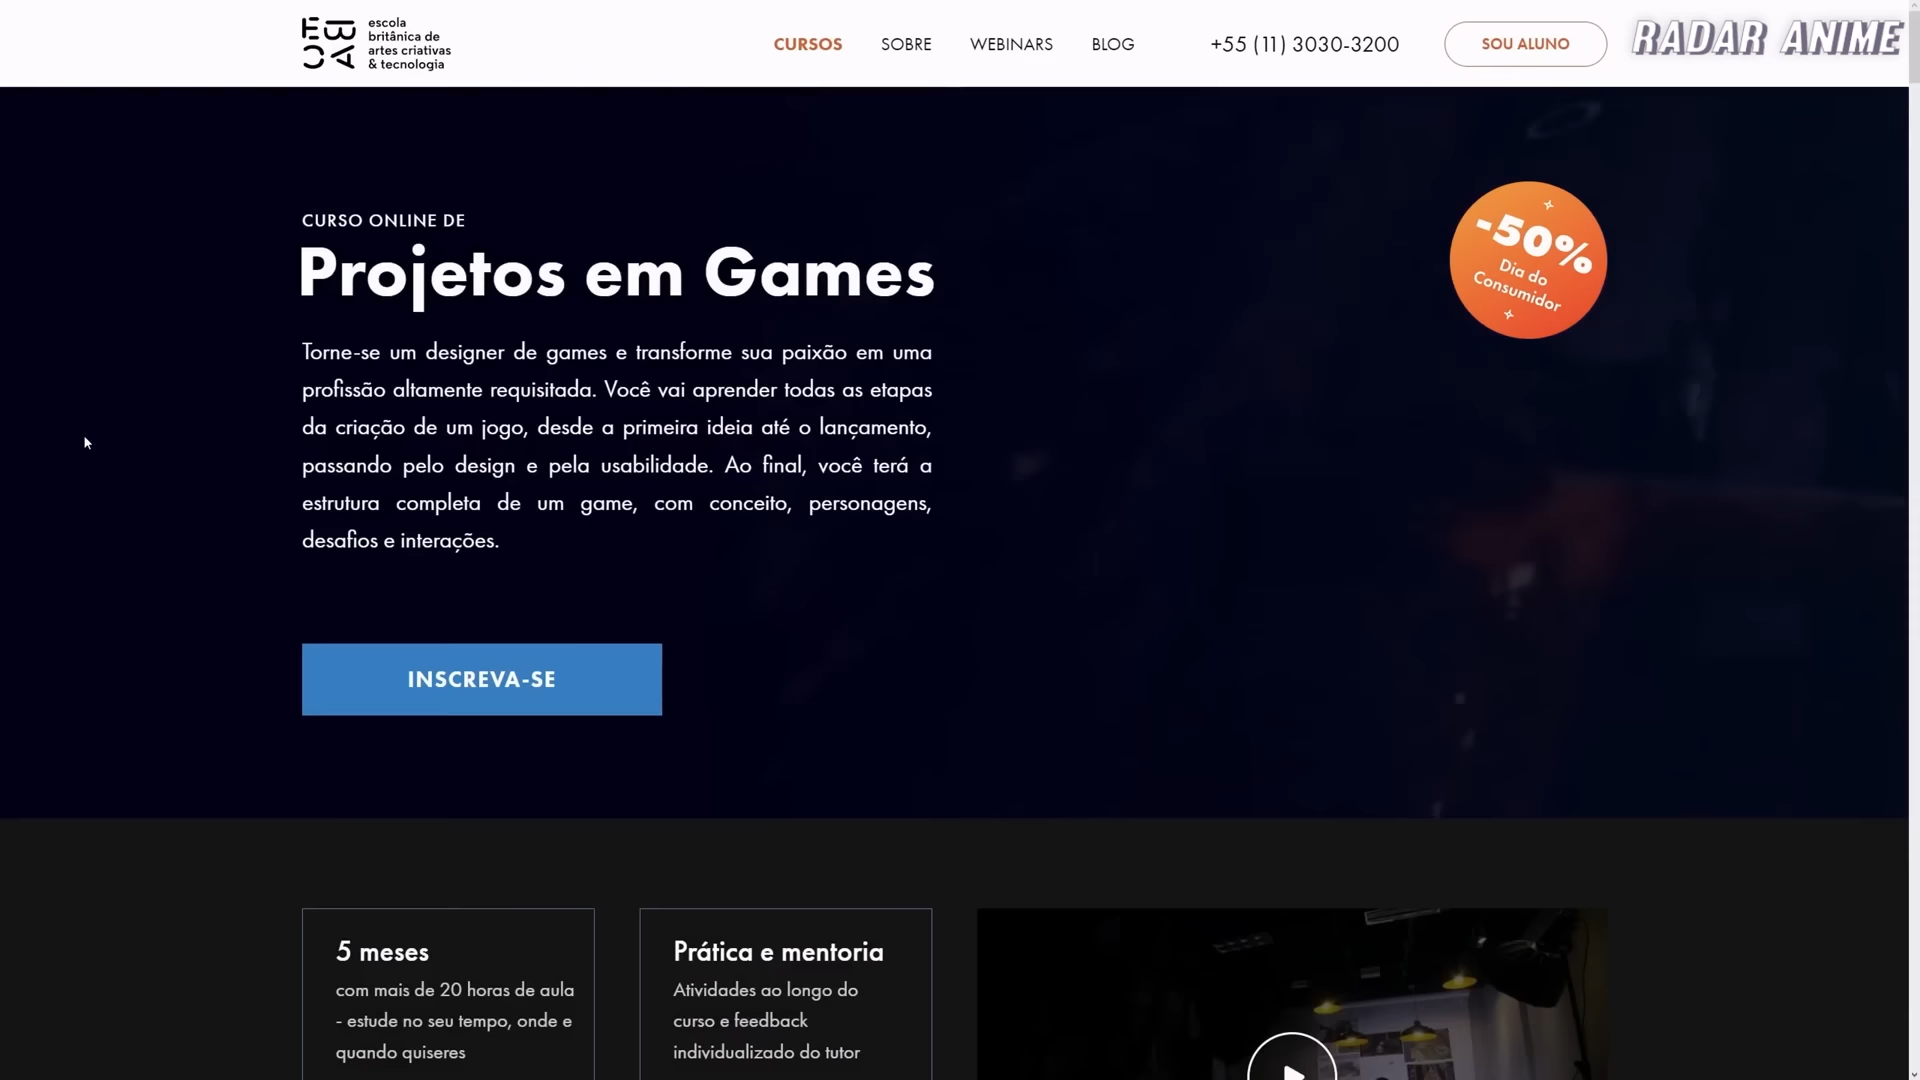 EBAC
escola
britânica de
artes criativas
& tecnologia
CURSOS
SOBRE
WEBINARS
BLOG
+55 (11) 3030-3200
SOU ALUNO
RADAR ANIME
CURSO ONLINE DE
Projetos em Games
-50%
Dia do
Consumidor
Torne-se um designer de games e transforme sua paixão em uma
profissão altamente requisitada. Você vai aprender todas as etapas
da criação de um jogo, desde a primeira ideia até o lançamento,
passando pelo design e pela usabilidade. Ao final, você terá a
estrutura completa de um game, com conceito, personagens,
desafios e interações.
INSCREVA-SE
5 meses
com mais de 20 horas de aula
- estude no seu tempo, onde e
quando quiseres
Prática e mentoria
Atividades ao longo do
curso e feedback
individualizado do tutor